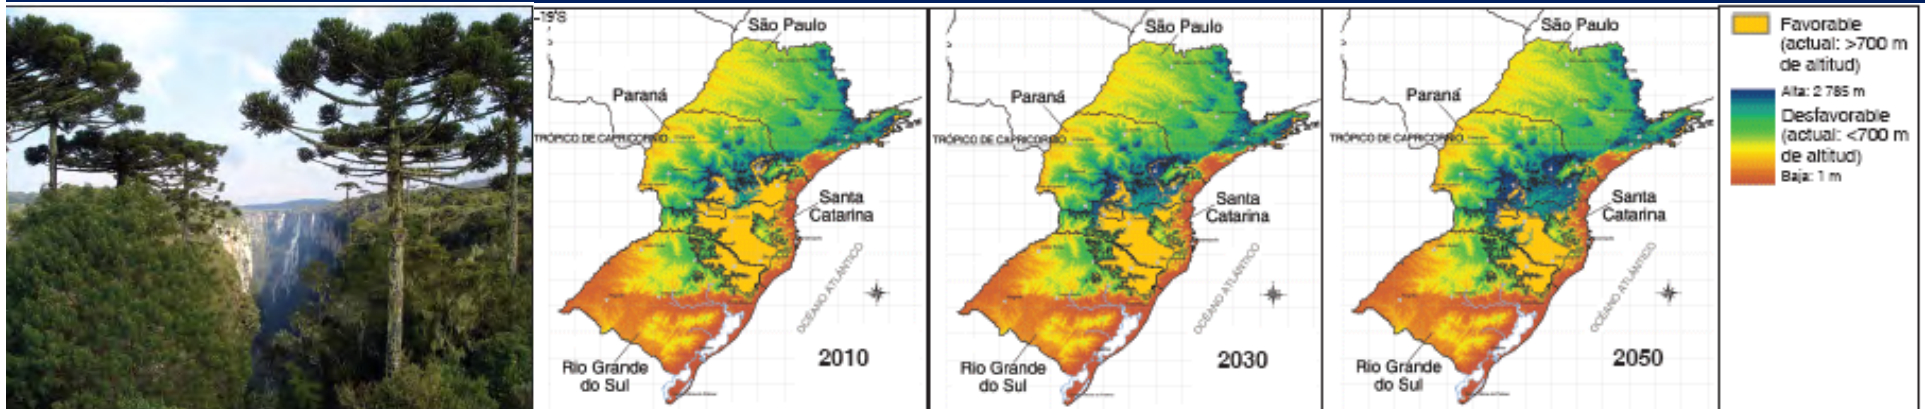 19°S
São Paulo
Paraná
TRÓPICO DE CAPRICORNIO
Santa
Catarina
OCÉANO ATLÁNTICO
2010
Rio Grande
do Sul
São Paulo
Paraná
TRÓPICO DE CAPRICORNIO
Santa
Catarina
OCÉANO ATLÁNTICO
2030
Rio Grande
do Sul
São Paulo
Paraná
TRÓPICO DE CAPRICORNIO
Santa
Catarina
OCÉANO ATLÁNTICO
2050
Rio Grande
do Sul
Favorable
(actual: >700 m
de altitud)
Alta: 2 785 m
Desfavorable
(actual: <700 m
de altitud)
Baja: 1 m